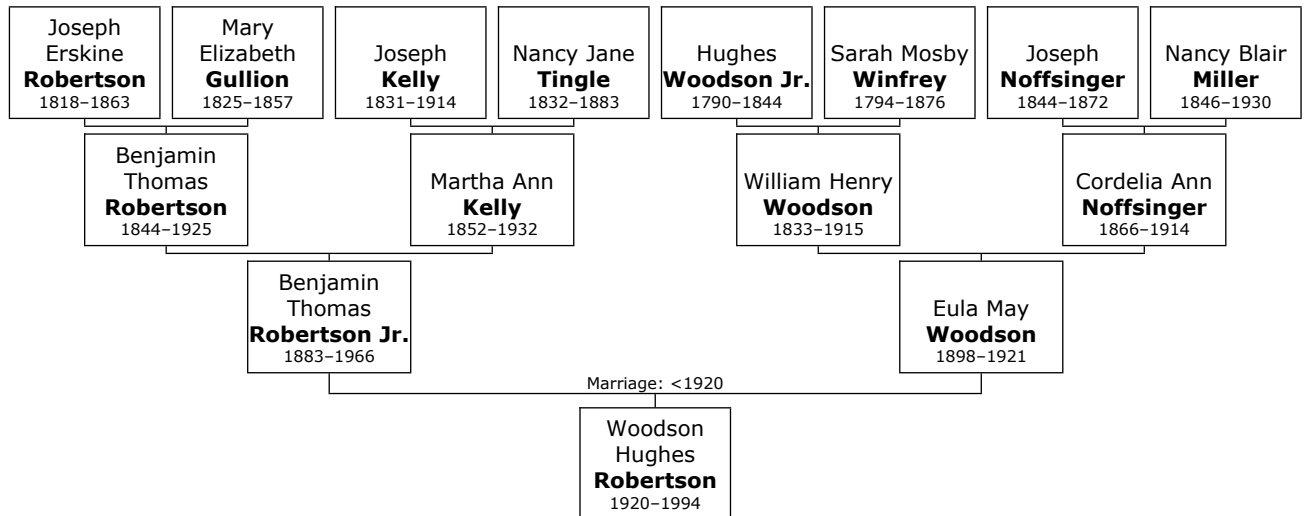 Joseph
Erskine
Robertson
1818–1863
Mary
Elizabeth
Gullion
1825–1857
Joseph
Kelly
1831–1914
Nancy Jane
Tingle
1832–1883
Hughes
Woodson Jr.
1790–1844
Sarah Mosby
Winfrey
1794–1876
Joseph
Noffsinger
1844–1872
Nancy Blair
Miller
1846–1930
Benjamin
Thomas
Robertson
1844–1925
Martha Ann
Kelly
1852–1932
William Henry
Woodson
1833–1915
Cordelia Ann
Noffsinger
1866–1914
Benjamin
Thomas
Robertson Jr.
1883–1966
Eula May
Woodson
1898–1921
Marriage: <1920
Woodson
Hughes
Robertson
1920–1994